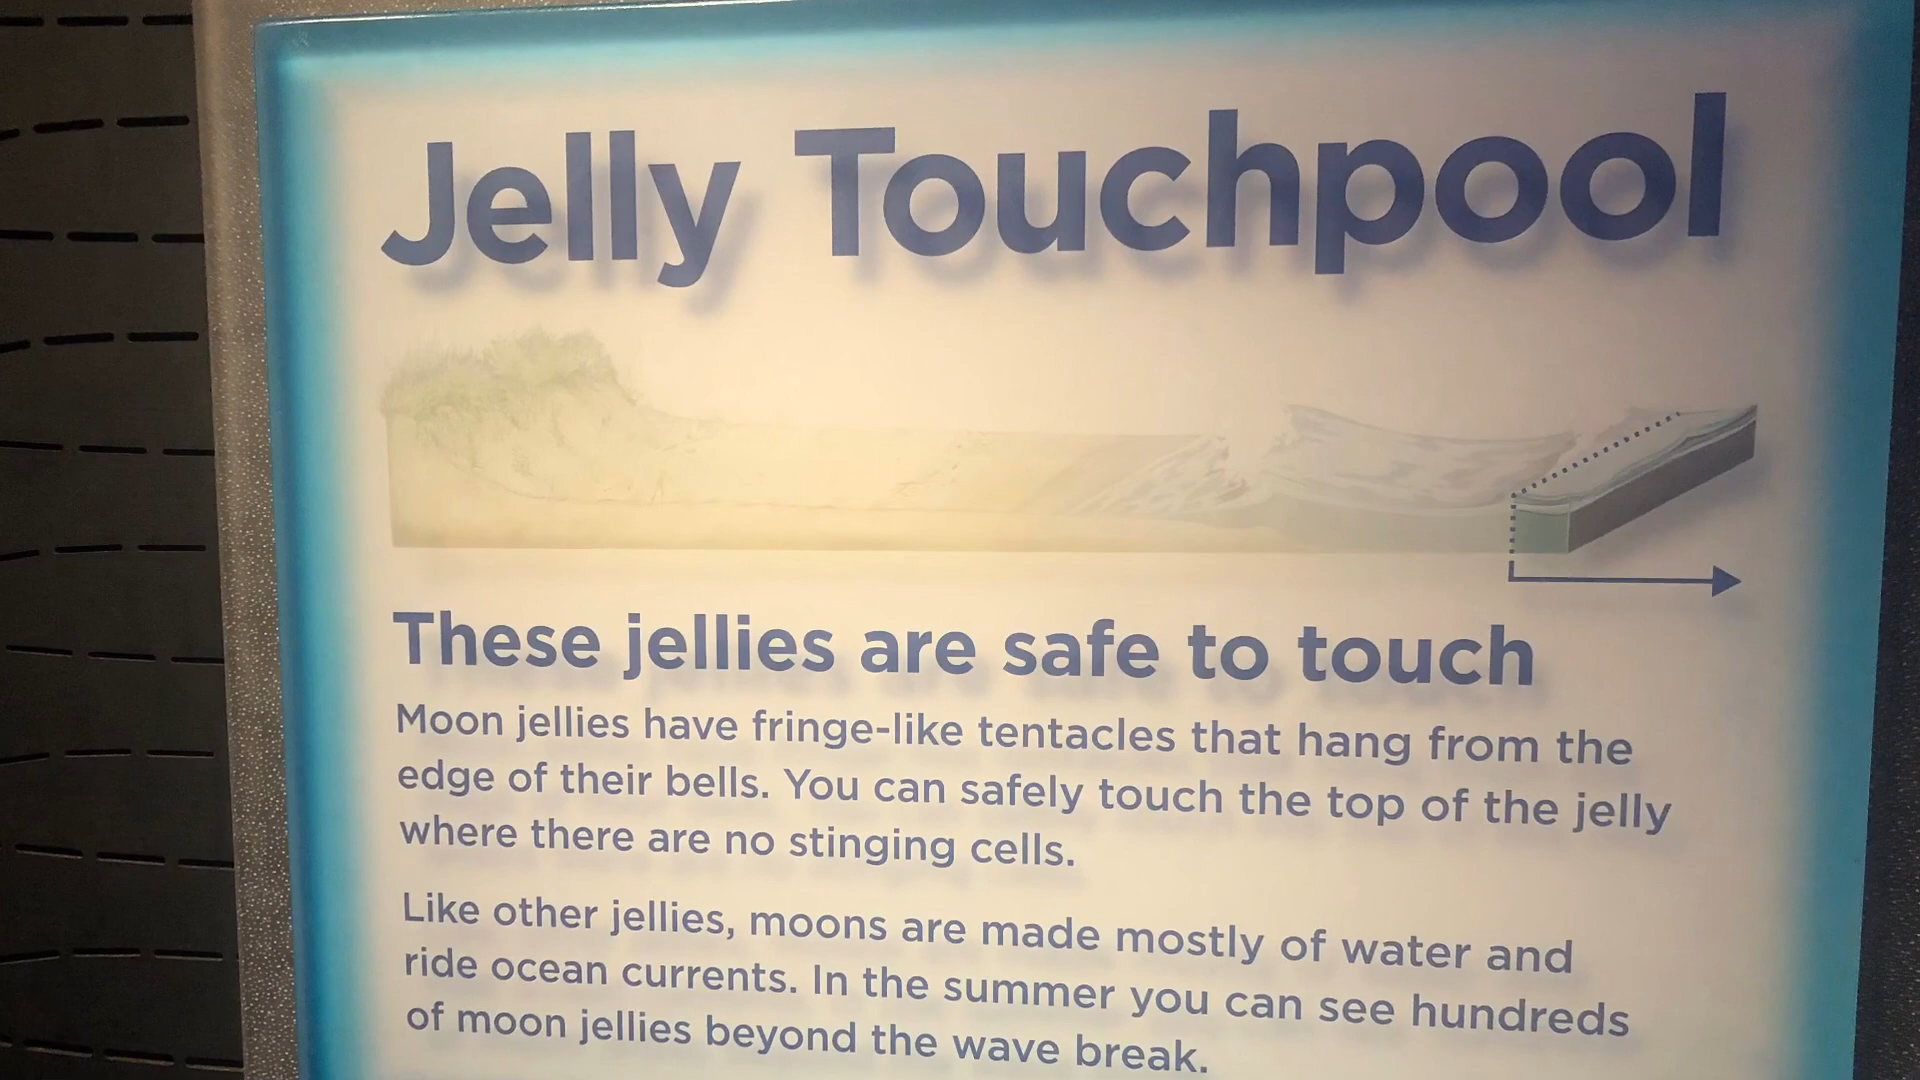 Jelly Touchpool
These jellies are safe to touch
Moon jellies have fringe-like tentacles that hang from the
edge of their bells. You can safely touch the top of the jelly
where there are no stinging cells.
Like other jellies, moons are made mostly of water and
ride ocean currents. In the summer you can see hundreds
of moon jellies beyond the wave break.